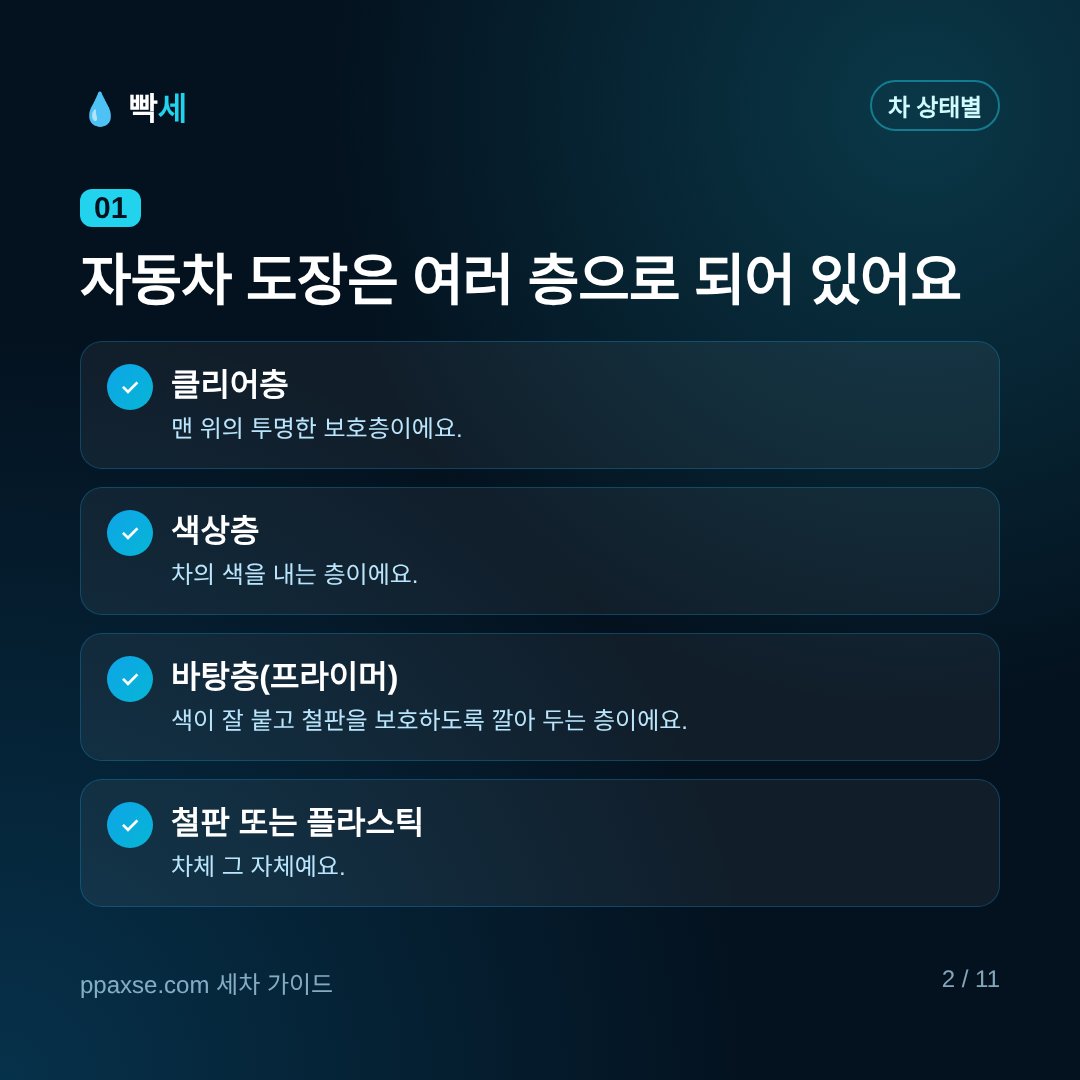 빡세
차 상태별
01
자동차 도장은 여러 층으로 되어 있어요
클리어층
맨 위의 투명한 보호층이에요.
색상층
차의 색을 내는 층이에요.
바탕층(프라이머)
색이 잘 붙고 철판을 보호하도록 깔아 두는 층이에요.
철판 또는 플라스틱
차체 그 자체예요.
ppaxse.com 세차 가이드
2 / 11